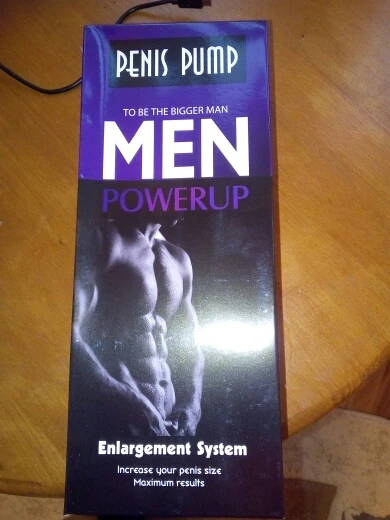 PENIS PUMP
TO BE THE BIGGER MAN
MEN
POWERUP
Enlargement System
Increase your penis size
Maximum results